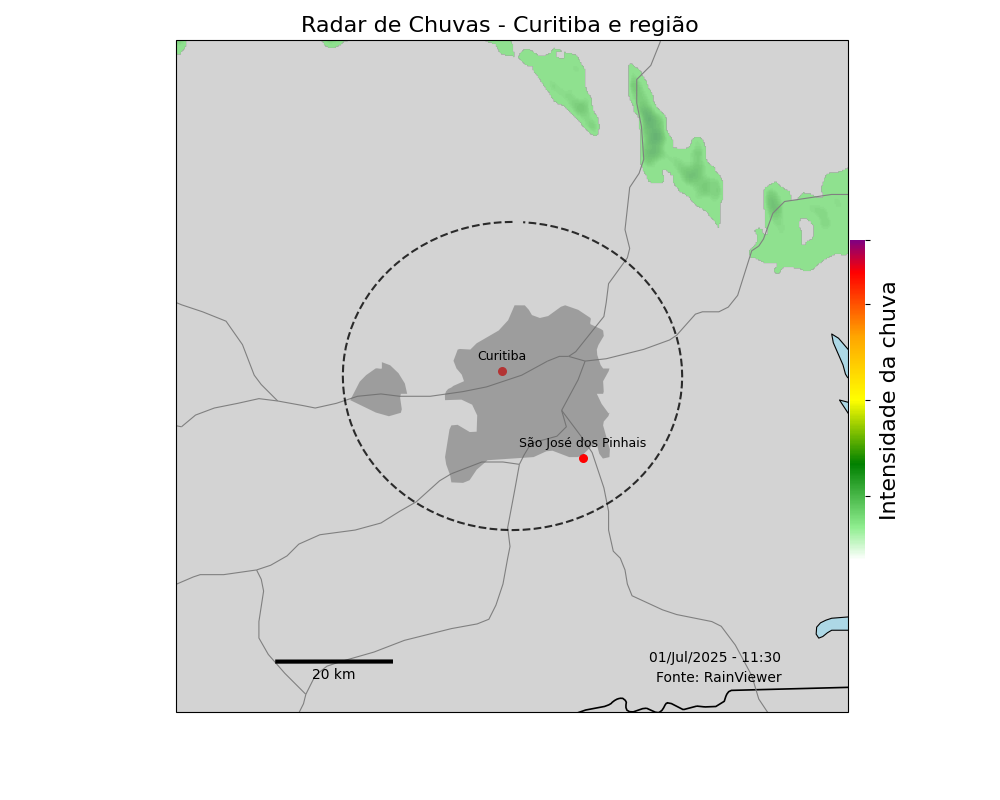 Radar de Chuvas - Curitiba e região
Curitiba
São José dos Pinhais
Intensidade da chuva
20 km
01/Jul/2025 - 11:30
Fonte: RainViewer